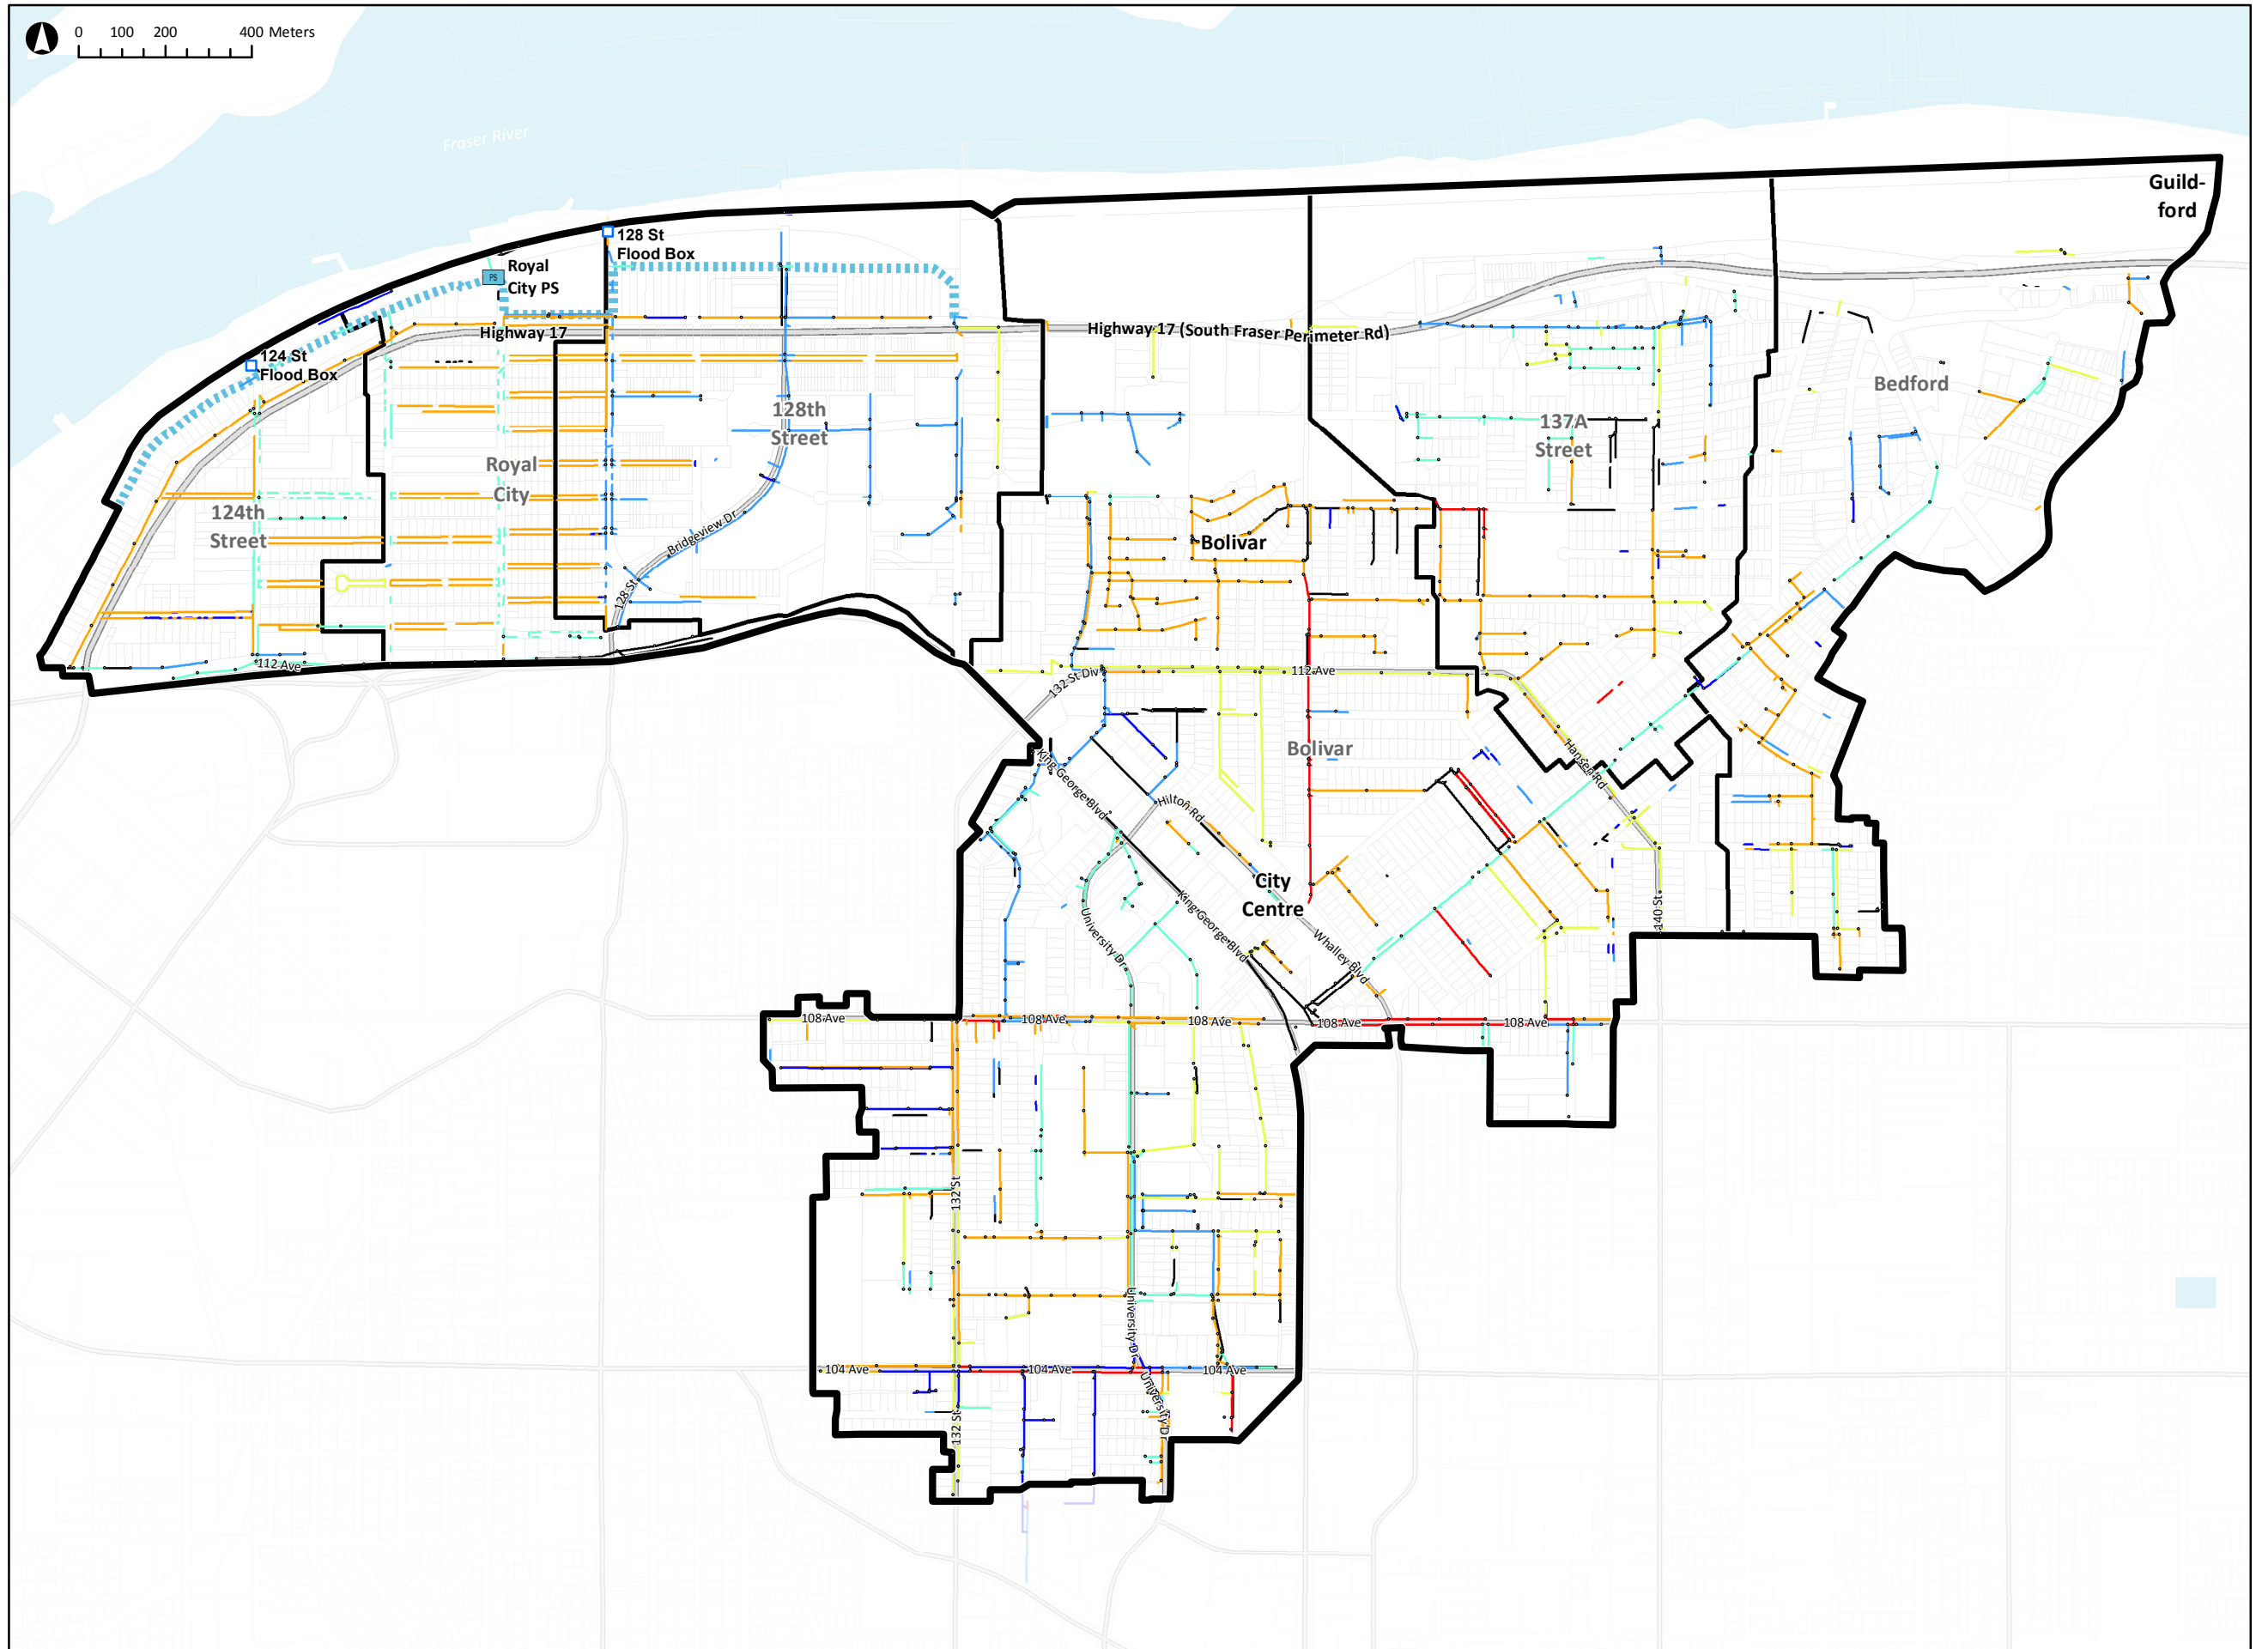 0 100 200 400 Meters
Fraser River
Guild-
ford
128 St
Flood Box
Royal
City PS
PS
Highway 17
Highway 17 (South Fraser Perimeter Rd)
124 St
Flood Box
128th
Street
Bedford
137A
Street
Royal
City
124th
Street
Bridgeview Dr
Bolivar
128 St
112 Ave
112 Ave
132 St Div
Bolivar
Hansen Rd
King George Blvd
Hilton Rd
City
Centre
King George Blvd
140 St
University Dr
Whalley Blvd
108 Ave
108 Ave
108 Ave
108 Ave
108 Ave
132 St
University Dr
104 Ave
104 Ave
104 Ave
University Dr
132 St